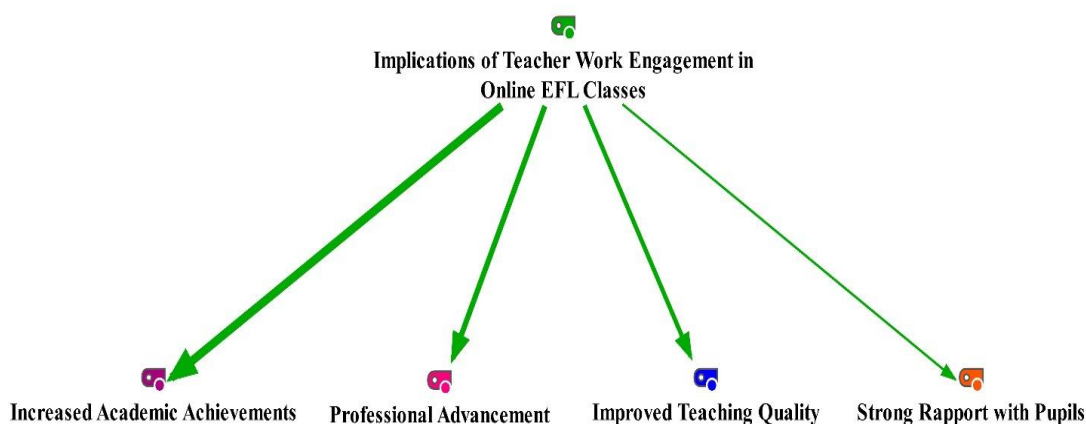 Implications of Teacher Work Engagement in
Online EFL Classes
Increased Academic Achievements
Professional Advancement
Improved Teaching Quality
Strong Rapport with Pupils